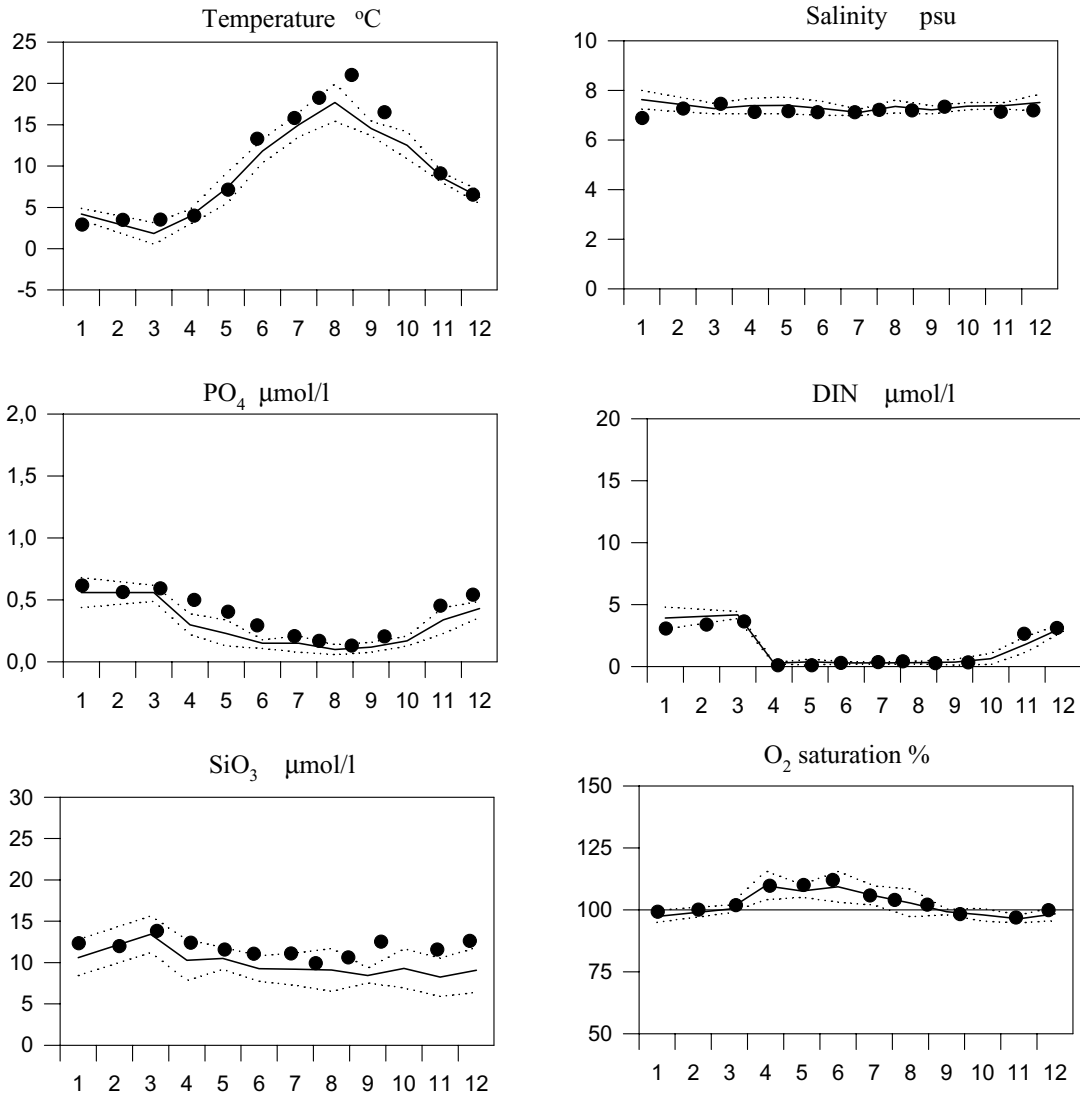 Temperature °C
25
20
15
10
5
0
-5
1 2 3 4 5 6 7 8 9 10 11 12
Salinity psu
10
8
6
4
2
0
1 2 3 4 5 6 7 8 9 10 11 12
PO4 µmol/l
2,0
1,5
1,0
0,5
0,0
1 2 3 4 5 6 7 8 9 10 11 12
DIN µmol/l
20
15
10
5
0
1 2 3 4 5 6 7 8 9 10 11 12
SiO3 µmol/l
30
25
20
15
10
5
0
1 2 3 4 5 6 7 8 9 10 11 12
O2 saturation %
150
125
100
75
50
1 2 3 4 5 6 7 8 9 10 11 12